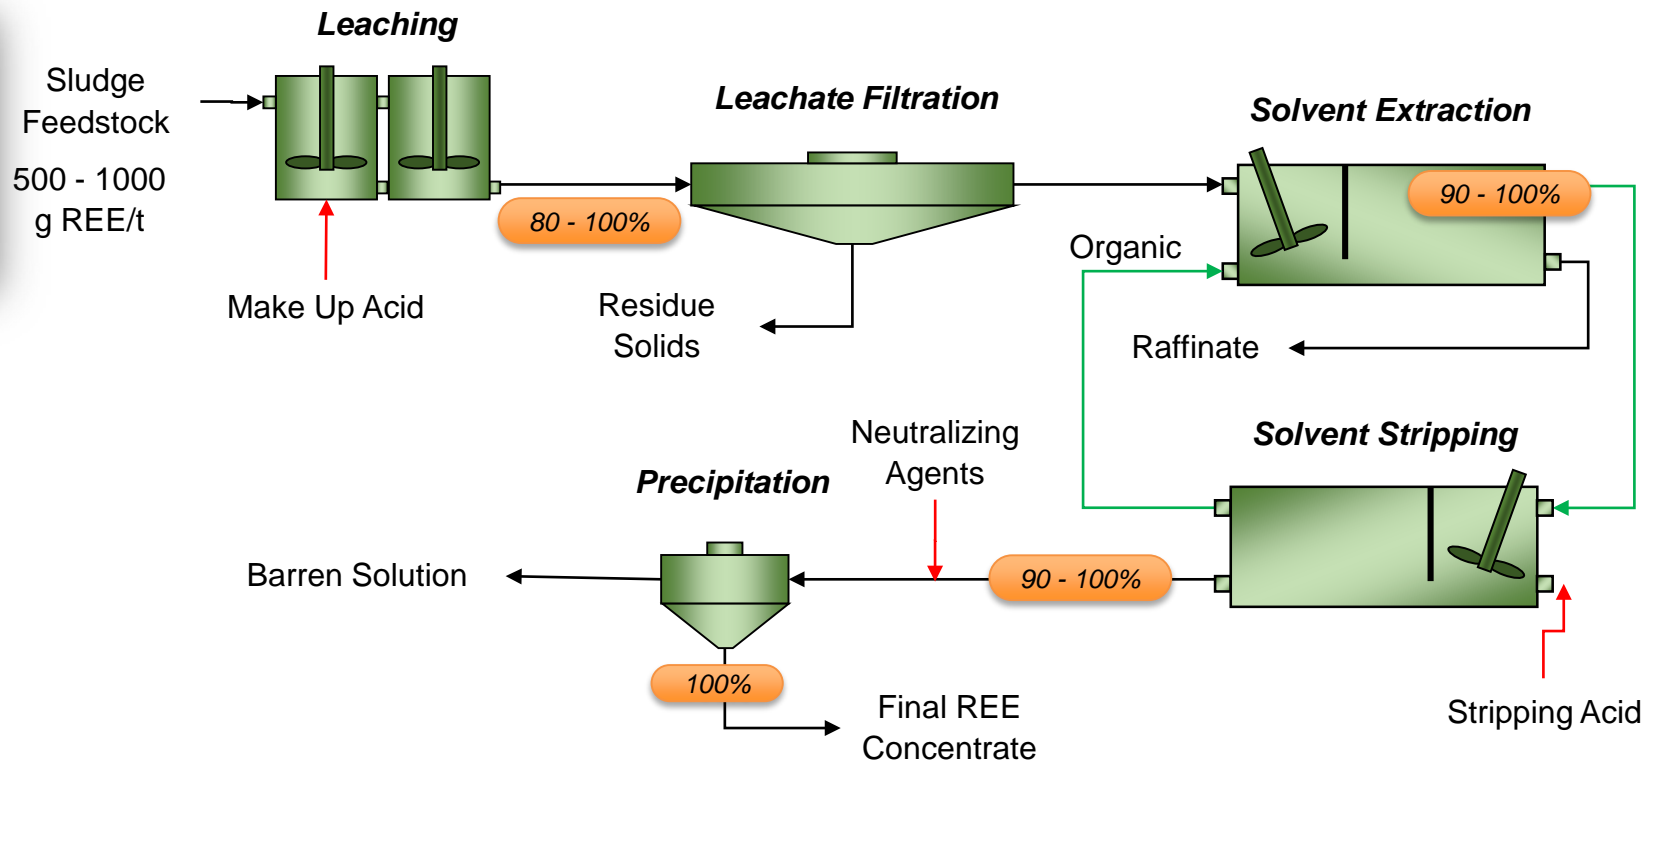 Leaching
Sludge
Feedstock
500 - 1000
g REE/t
Make Up Acid
80 - 100%
Leachate Filtration
Residue
Solids
Solvent Extraction
90 - 100%
Organic
Raffinate
Solvent Stripping
Stripping Acid
90 - 100%
Neutralizing
Agents
Precipitation
Barren Solution
100%
Final REE
Concentrate